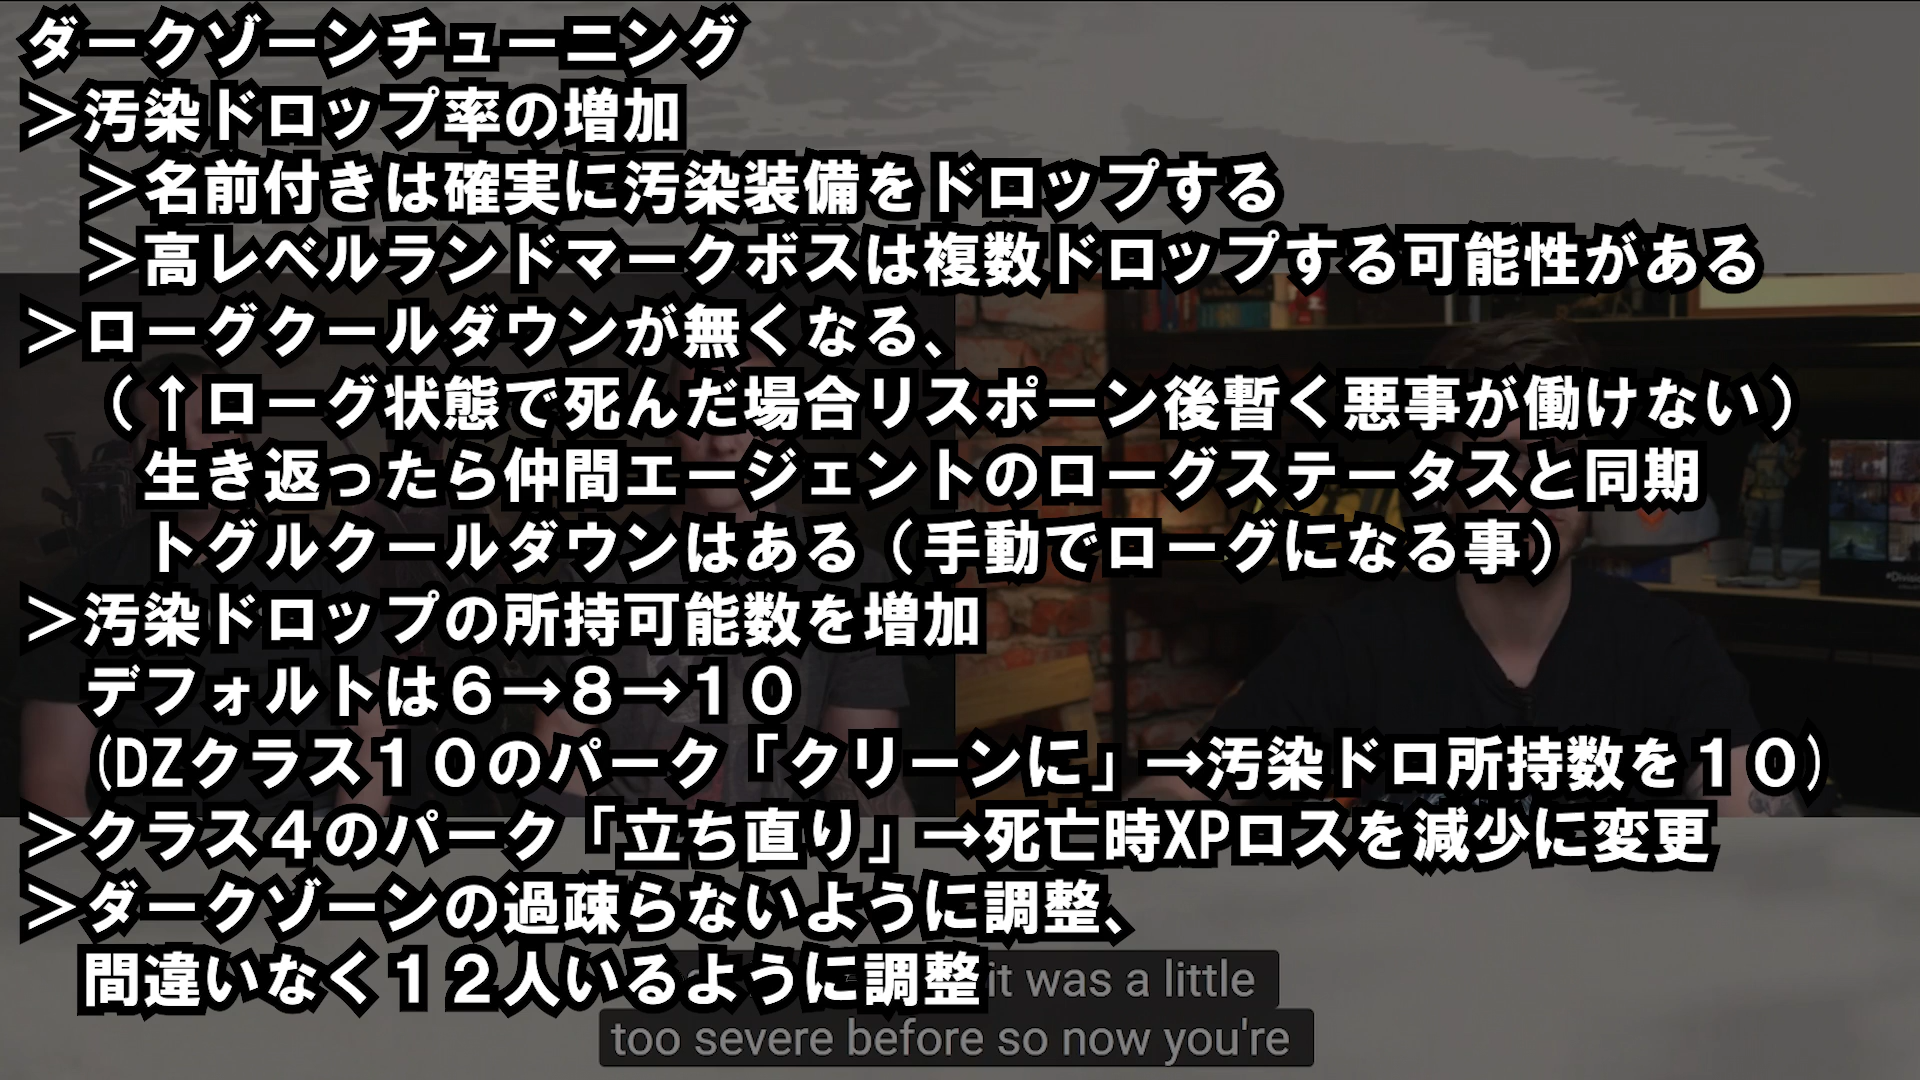 ダークゾーンチューニング
＞汚染ドロップ率の増加
＞名前付きは確実に汚染装備をドロップする
＞高レベルランドマークボスは複数ドロップする可能性がある
＞ローグクールダウンが無くなる、
（↑ローグ状態で死んだ場合リスポーン後暫く悪事が働けない）
生き返ったら仲間エージェントのローグステータスと同期
トグルクールダウンはある（手動でローグになる事）
＞汚染ドロップの所持可能数を増加
デフォルトは６→８→１０
(DZクラス１０のパーク「クリーンに」→汚染ドロ所持数を１０)
＞クラス４のパーク「立ち直り」→死亡時XPロスを減少に変更
＞ダークゾーンの過疎らないように調整、
間違いなく１２人いるように調整
it was a little
too severe before so now you're